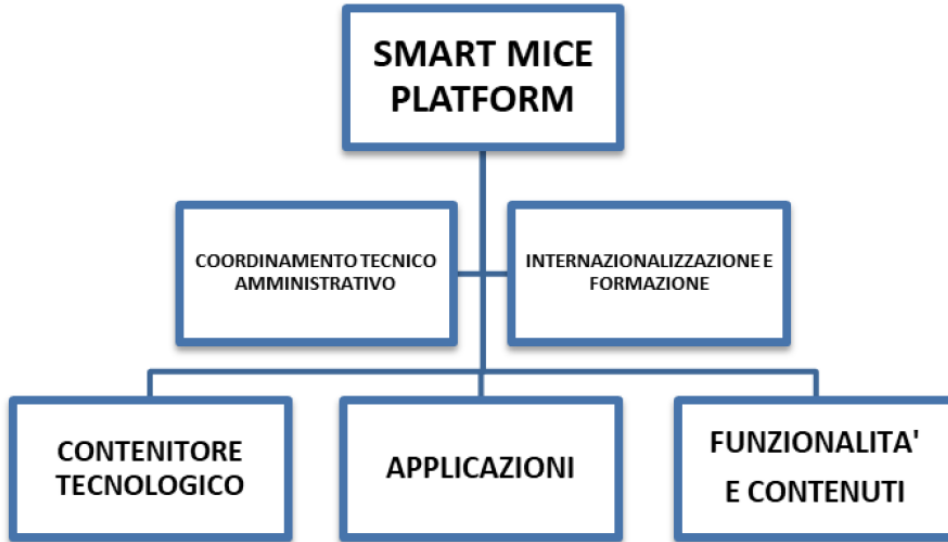 SMART MICE
PLATFORM
COORDINAMENTO TECNICO
AMMINISTRATIVO
INTERNAZIONALIZZAZIONE E
FORMAZIONE
CONTENITORE
TECNOLOGICO
APPLICAZIONI
FUNZIONALITA'
E CONTENUTI